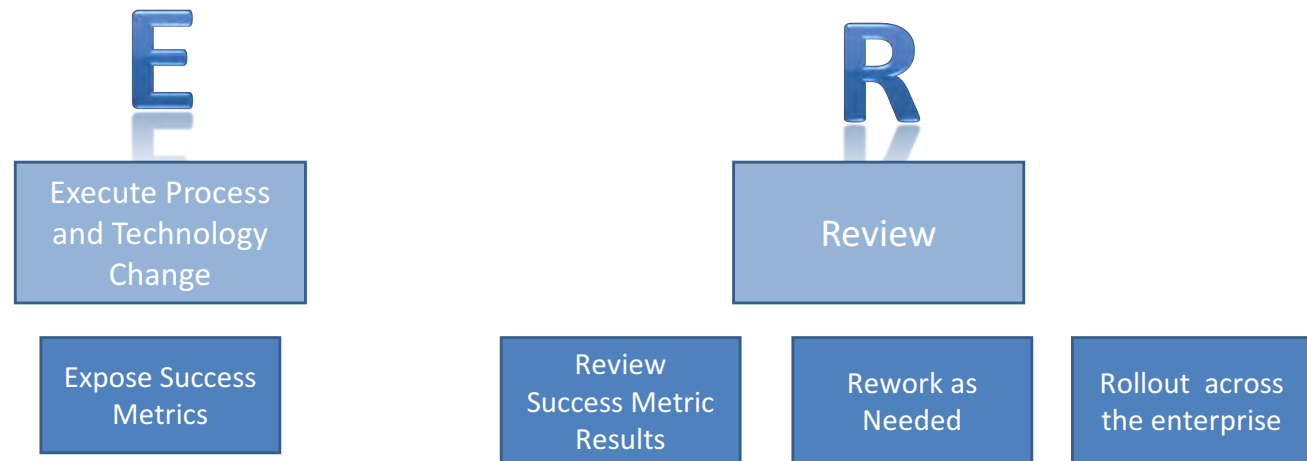 E
R
Execute Process
and Technology
Change
Review
Expose Success
Metrics
Review
Success Metric
Results
Rework as
Needed
Rollout  across
the enterprise